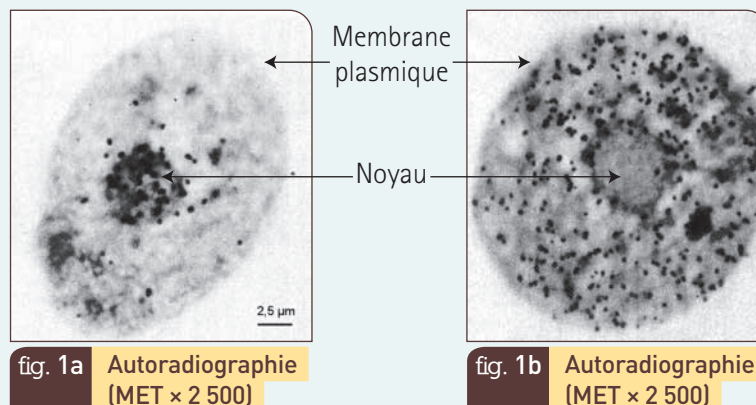 Membrane
plasmique
Noyau
2,5 µm
fig. 1a Autoradiographie
(MET × 2 500)
fig. 1b Autoradiographie
(MET × 2 500)